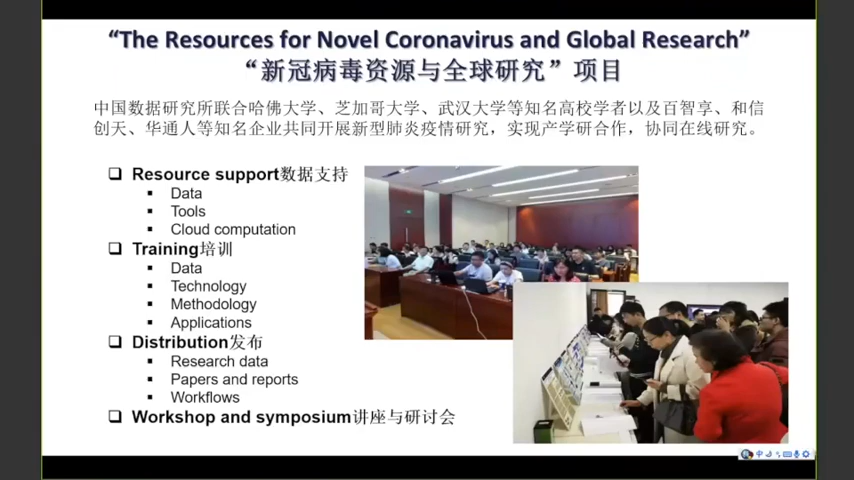 “The Resources for Novel Coronavirus and Global Research”
“新冠病毒资源与全球研究”项目
中国数据研究所联合哈佛大学、芝加哥大学、武汉大学等知名高校学者以及百智享、和信
创天、华通人等知名企业共同开展新型肺炎疫情研究，实现产学研合作，协同在线研究。
Resource support数据支持
Data
Tools
Cloud computation
Training培训
Data
Technology
Methodology
Applications
Distribution发布
Research data
Papers and reports
Workflows
Workshop and symposium讲座与研讨会
中